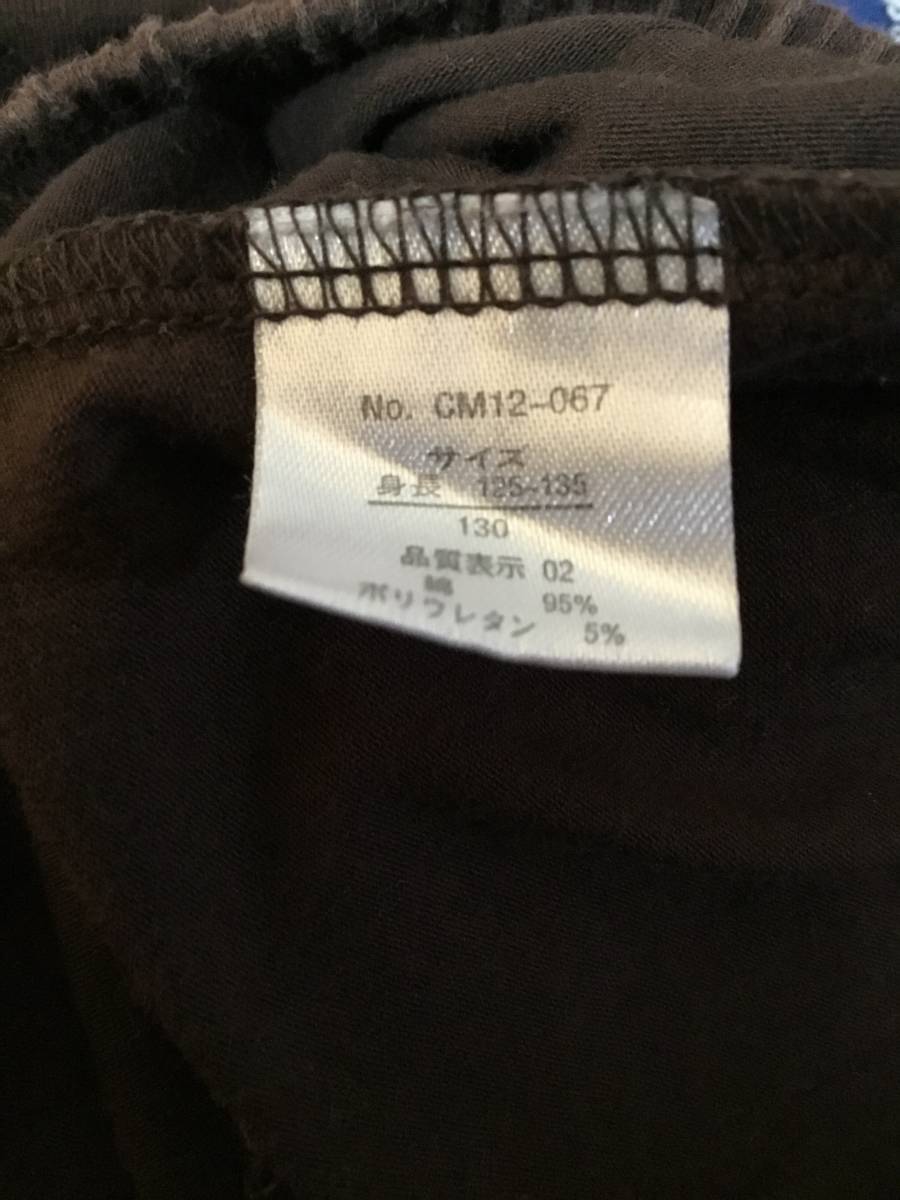 No. CM12-067
サイズ
身長 125-135
130
品質表示 02
綿 95%
ポリウレタン 5%